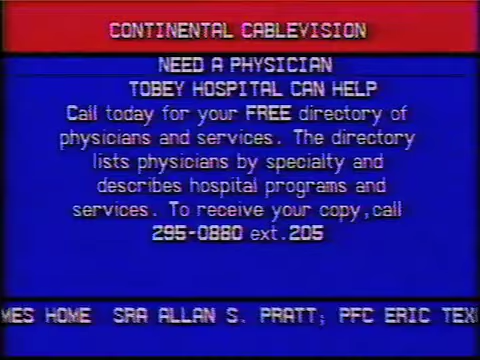 CONTINENTAL CABLEVISION
NEED A PHYSICIAN
TOBEY HOSPITAL CAN HELP
Call today for your FREE directory of
physicians and services. The directory
lists physicians by specialty and
describes hospital programs and
services. To receive your copy,call
295-0880 ext.205
MES HOME SRA ALLAN S. PRATT; PFC ERIC TEX